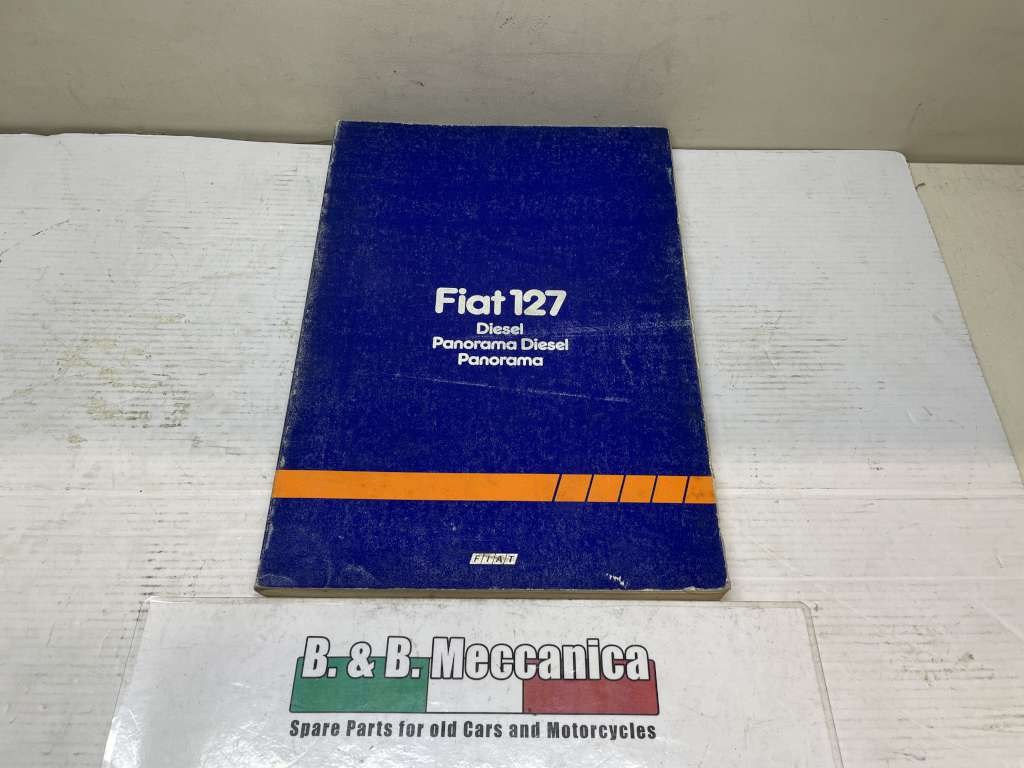 Fiat 127
Diesel
Panorama Diesel
Panorama
FIAT
B. & B. Meccanica
Spare Parts for old Cars and Motorcycles